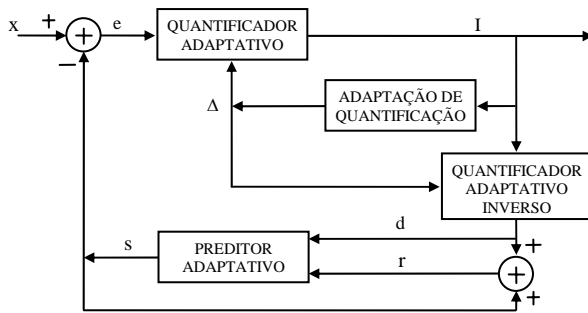 x
+
e
−
+
QUANTIFICADOR
ADAPTATIVO
I
Δ
ADAPTAÇÃO DE
QUANTIFICAÇÃO
QUANTIFICADOR
ADAPTATIVO
INVERSO
s
PREDITOR
ADAPTATIVO
d
r
+
+
+